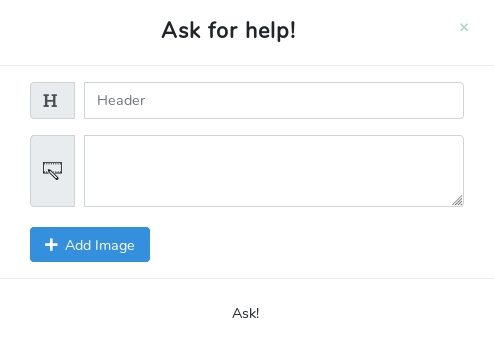 Ask for help!
×
H
Header
Add Image
Ask!